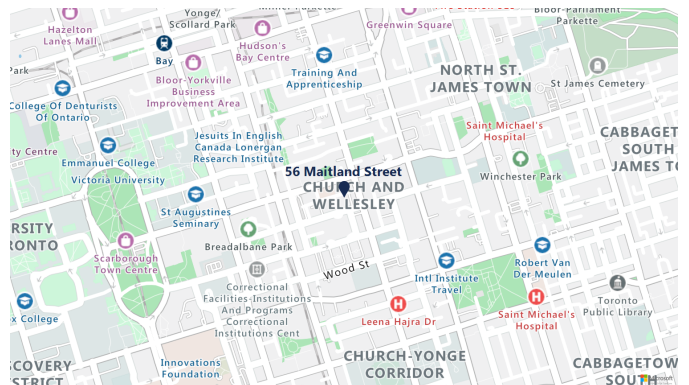 Yonge/
Scollard Park
Greenwin Square
Bloor-Parliament
Parkette
Hazelton
Lanes Mall
Hudson's
Bay Centre
Bay
Park
Bloor-Yorkville
Business
Improvement Area
Training And
Apprenticeship
NORTH ST.
JAMES TOWN
St James Cemetery
College Of Denturists
Of Ontario
Saint Michael's
Hospital
CABBAGET
SOUTH
JAMES TO
ty Centre
Jesuits In English
Canada Lonergan
Research Institute
Emmanuel College
Victoria University
56 Maitland Street
CHURCH AND
WELLESLEY
Winchester Park
St Augustines
Seminary
RSITY
RONTO
Breadalbane Park
Scarborough
Town Centre
Wood St
Intl Institute
Travel
Robert Van
Der-Meulen
Correctional
Facilities-Institutions
And Programs
Correctional
Institutions Cent
x College
Leena Hajra Dr
Saint Michael's
Hospital
Toronto
Public Library
SCOVERY
STRICT
Innovations
Foundation
CHURCH-YONGE
CORRIDOR
CABBAGETOW
SOUTH
Microsoft